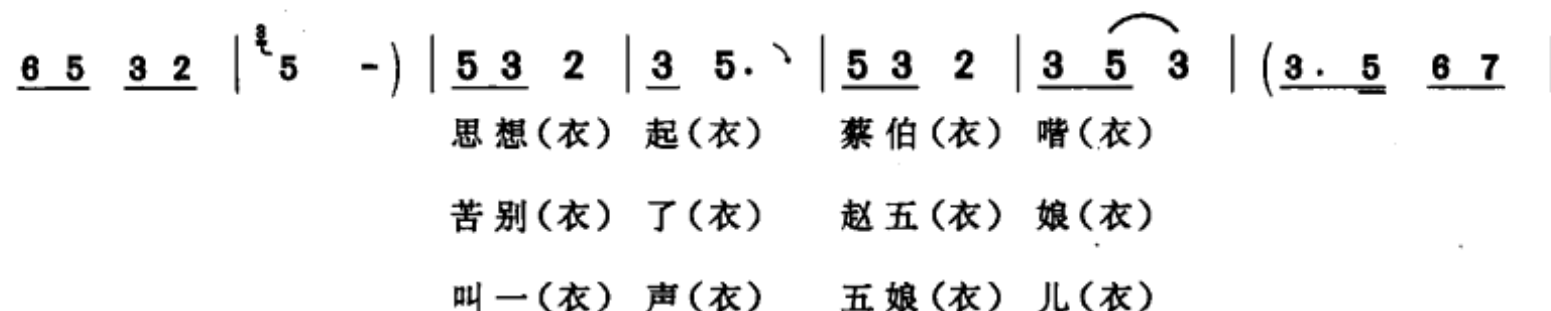 6 5 3 2 | 3 5 - ) | 5 3 2 | 3 5. | 5 3 2 | 3 5 3 | ( 3. 5 6 7
思想(衣) 起(衣) 蔡伯(衣) 喈(衣)
苦别(衣) 了(衣) 赵五(衣) 娘(衣)
叫一(衣) 声(衣) 五娘(衣) 儿(衣)